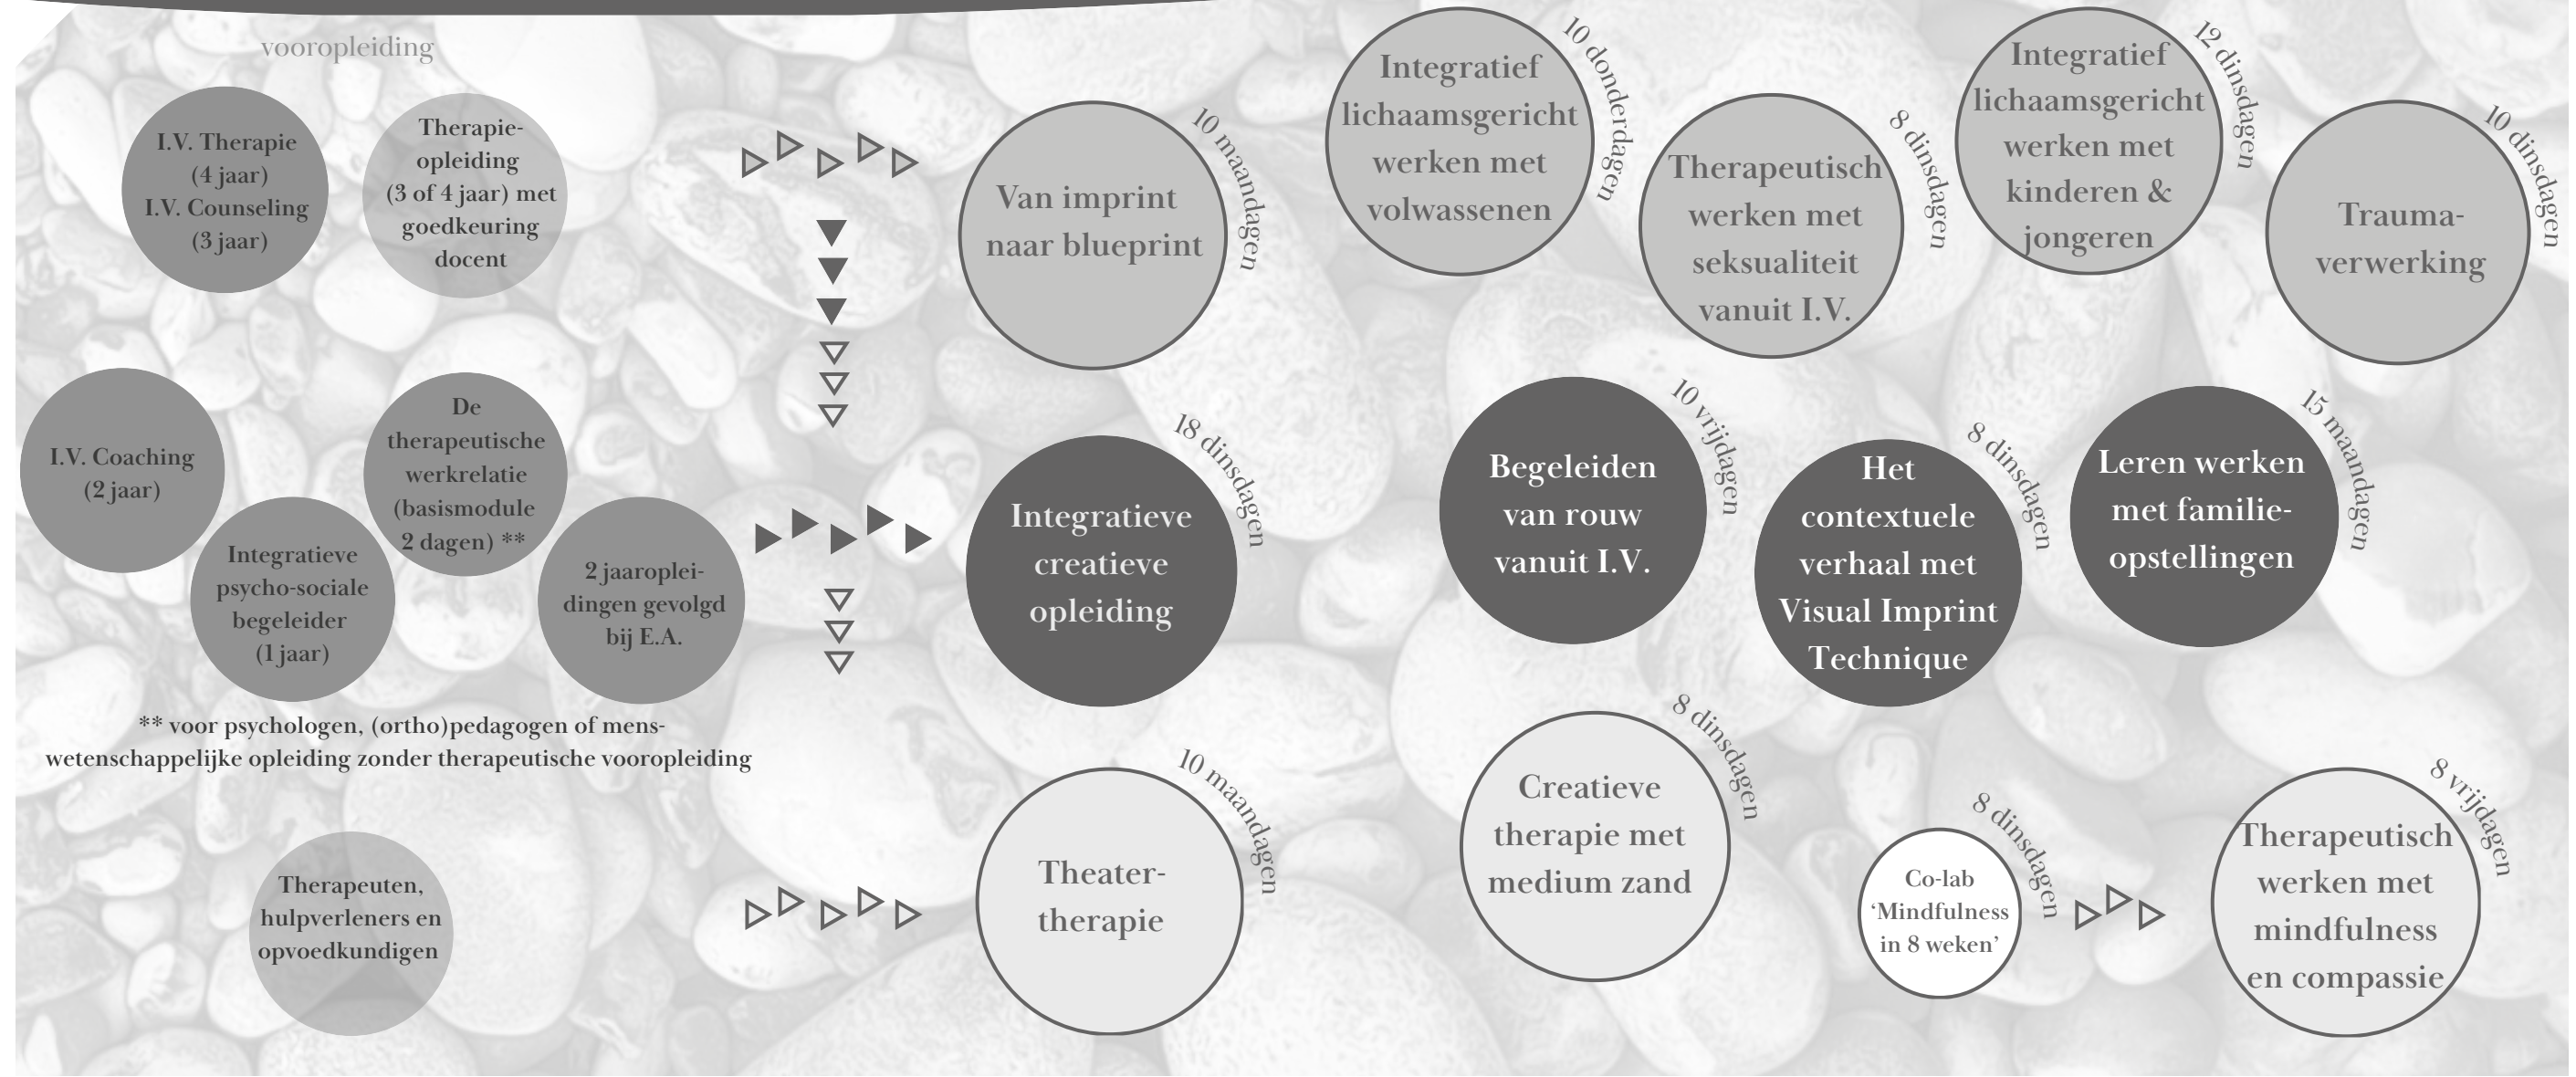 vooropleiding
I.V. Therapie
(4 jaar)
I.V. Counseling
(3 jaar)
Therapie-
opleiding
(3 of 4 jaar) met
goedkeuring
docent
Van imprint
naar blueprint
10 maandagen
Integratief
lichaamsgericht
werken met
volwassenen
10 donderdagen
Therapeutisch
werken met
seksualiteit
vanuit I.V.
8 dinsdagen
Integratief
lichaamsgericht
werken met
kinderen &
jongeren
12 dinsdagen
Trauma-
verwerking
10 dinsdagen
I.V. Coaching
(2 jaar)
Integratieve
psycho-sociale
begeleider
(1 jaar)
De
therapeutische
werkrelatie
(basismodule
2 dagen) **
2 jaaroplei-
dingen gevolgd
bij E.A.
Integratieve
creatieve
opleiding
18 dinsdagen
Begeleiden
van rouw
vanuit I.V.
10 vrijdagen
Het
contextuele
verhaal met
Visual Imprint
Technique
8 dinsdagen
Leren werken
met familie-
opstellingen
15 maandagen
** voor psychologen, (ortho)pedagogen of mens-
wetenschappelijke opleiding zonder therapeutische vooropleiding
Therapeuten,
hulpverleners en
opvoedkundigen
Theater-
therapie
10 maandagen
Creatieve
therapie met
medium zand
8 dinsdagen
Co-lab
‘Mindfulness
in 8 weken’
8 dinsdagen
Therapeutisch
werken met
mindfulness
en compassie
8 vrijdagen